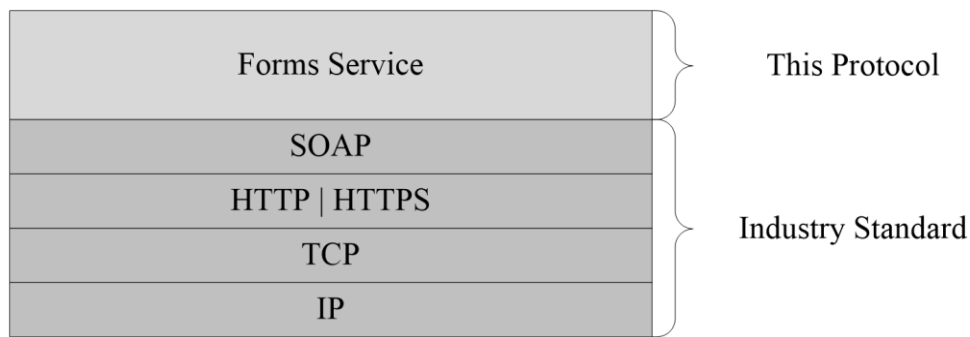 Forms Service
This Protocol
SOAP
HTTP | HTTPS
TCP
IP
Industry Standard